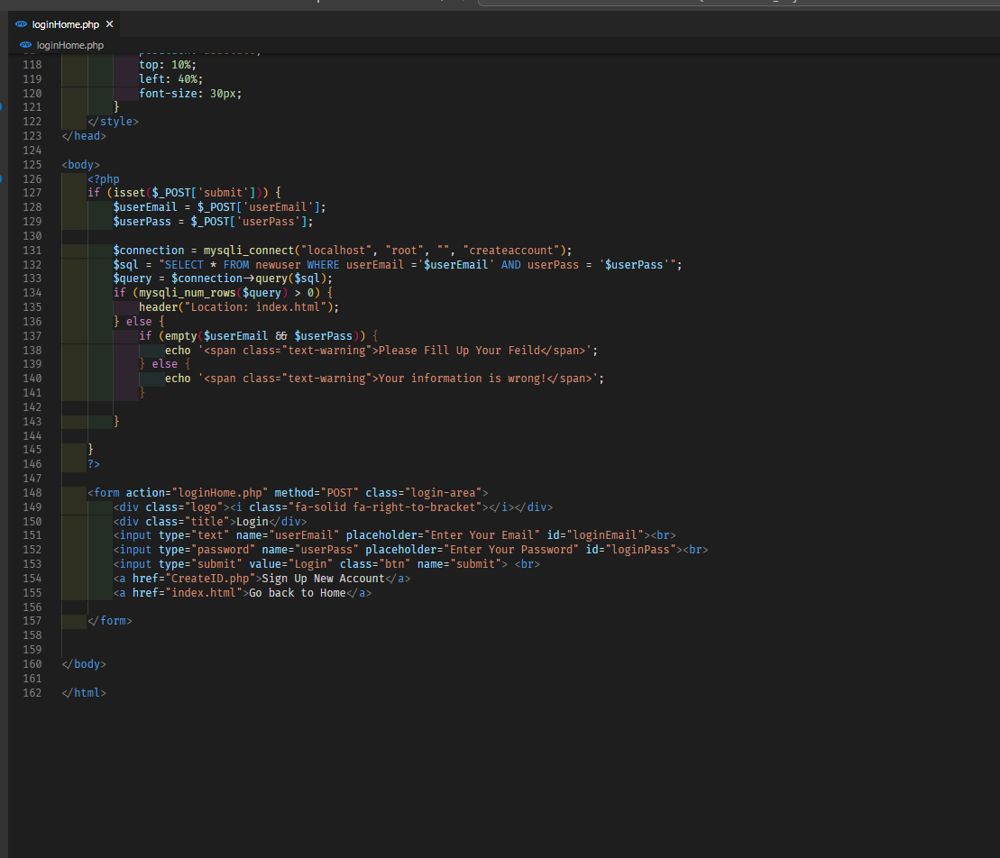 loginHome.php ×
loginHome.php
118 top: 10%;
119 left: 40%;
120 font-size: 30px;
121 }
122 </style>
123 </head>
124
125 <body>
126 <?php
127 if (isset($_POST['submit'])) {
128 $userEmail = $_POST['userEmail'];
129 $userPass = $_POST['userPass'];
130
131 $connection = mysqli_connect("localhost", "root", "", "createaccount");
132 $sql = "SELECT * FROM newuser WHERE userEmail ='$userEmail' AND userPass = '$userPass'";
133 $query = $connection->query($sql);
134 if (mysqli_num_rows($query) > 0) {
135 header("Location: index.html");
136 } else {
137 if (empty($userEmail && $userPass)) {
138 echo '<span class="text-warning">Please Fill Up Your Feild</span>';
139 } else {
140 echo '<span class="text-warning">Your information is wrong!</span>';
141 }
142
143 }
144
145 }
146 ?>
147
148 <form action="loginHome.php" method="POST" class="login-area">
149 <div class="logo"><i class="fa-solid fa-right-to-bracket"></i></div>
150 <div class="title">Login</div>
151 <input type="text" name="userEmail" placeholder="Enter Your Email" id="loginEmail"><br>
152 <input type="password" name="userPass" placeholder="Enter Your Password" id="loginPass"><br>
153 <input type="submit" value="Login" class="btn" name="submit"> <br>
154 <a href="CreateID.php">Sign Up New Account</a>
155 <a href="index.html">Go back to Home</a>
156
157 </form>
158
159
160 </body>
161
162 </html>